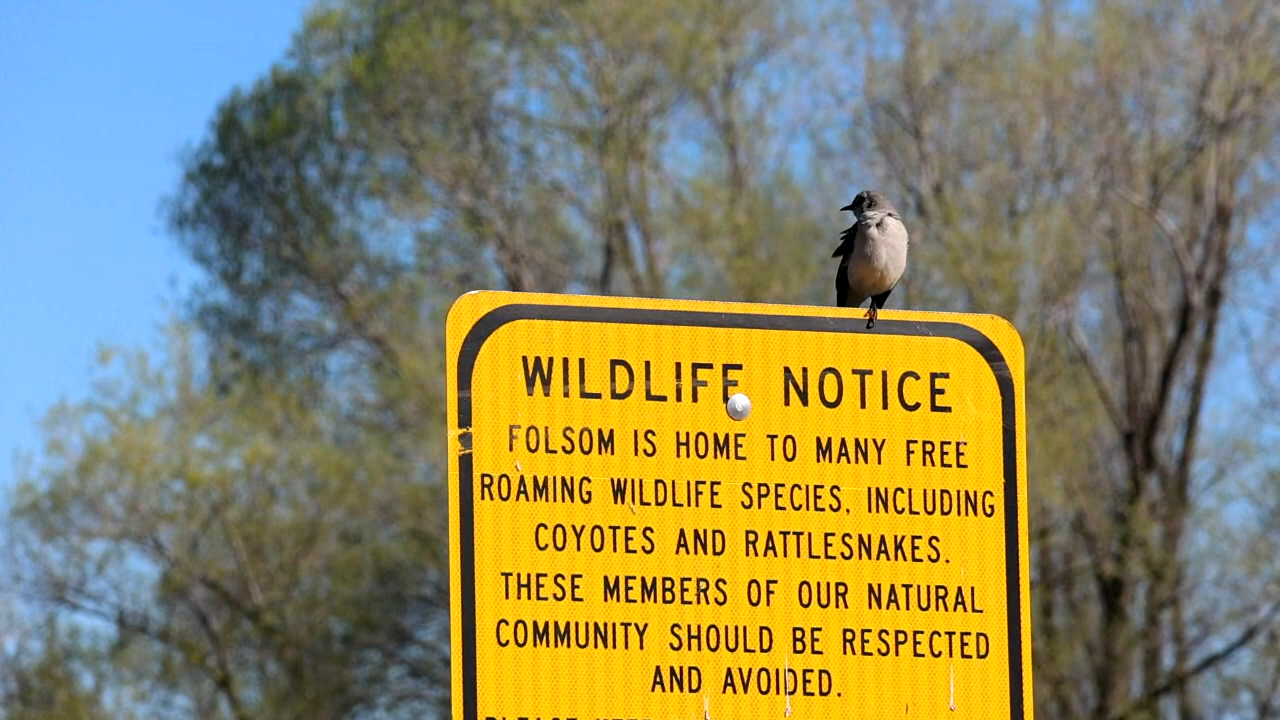 WILDLIFE NOTICE
FOLSOM IS HOME TO MANY FREE
ROAMING WILDLIFE SPECIES, INCLUDING
COYOTES AND RATTLESNAKES.
THESE MEMBERS OF OUR NATURAL
COMMUNITY SHOULD BE RESPECTED
AND AVOIDED.